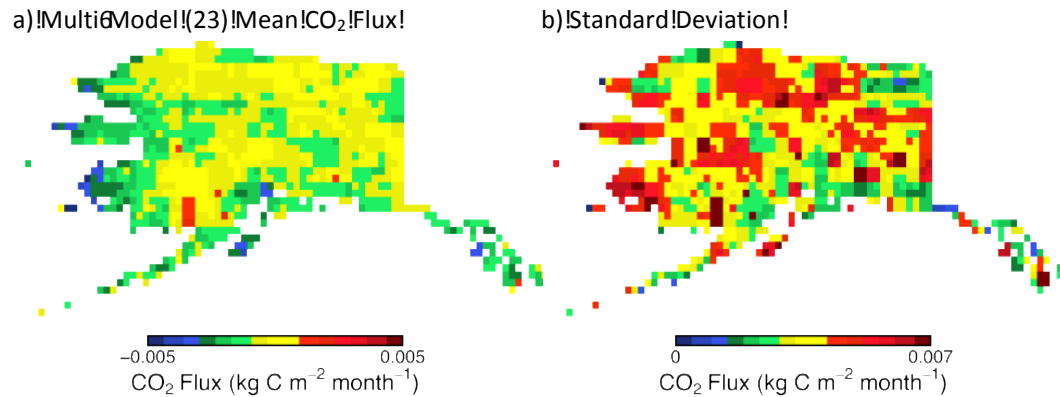 a)!Multi6Model!(23)!Mean!CO₂!Flux!
b)!Standard!Deviation!
−0.005 0.005
CO₂ Flux (kg C m⁻² month⁻¹)
0 0.007
CO₂ Flux (kg C m⁻² month⁻¹)